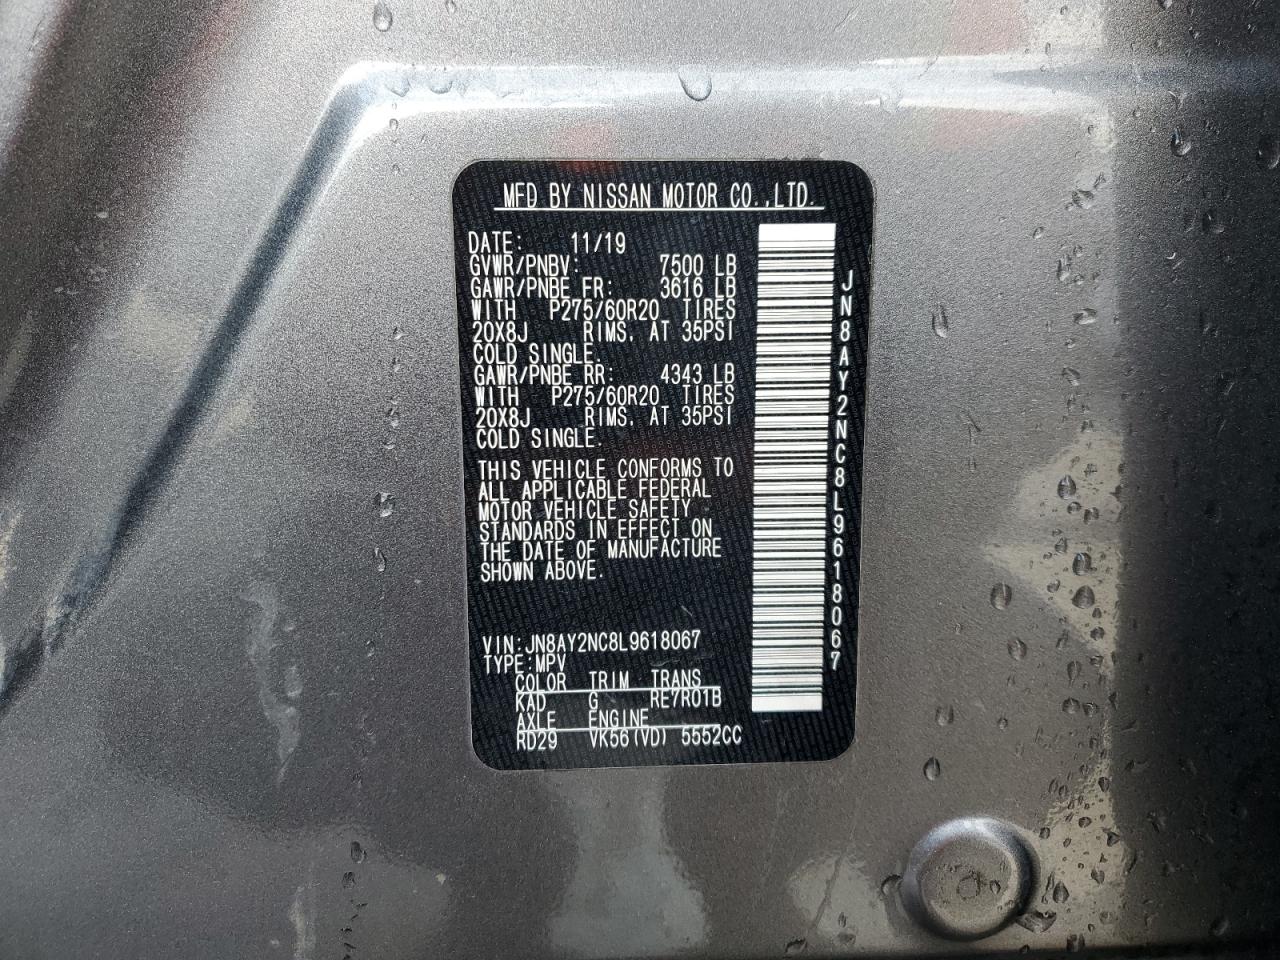 MFD BY NISSAN MOTOR CO.,LTD.
DATE: 11/19
GVWR/PNBV: 7500 LB
GAWR/PNBE FR: 3616 LB
WITH P275/60R20 TIRES
20X8J RIMS. AT 35PSI
COLD SINGLE.
GAWR/PNBE RR: 4343 LB
WITH P275/60R20 TIRES
20X8J RIMS. AT 35PSI
COLD SINGLE.
THIS VEHICLE CONFORMS TO
ALL APPLICABLE FEDERAL
MOTOR VEHICLE SAFETY
STANDARDS IN EFFECT ON
THE DATE OF MANUFACTURE
SHOWN ABOVE.
VIN:JN8AY2NC8L9618067
TYPE:MPV
COLOR TRIM TRANS
KAD G RE7R01B
AXLE ENGINE
RD29 VK56(VD) 5552CC
JN8AY2NC8L9618067